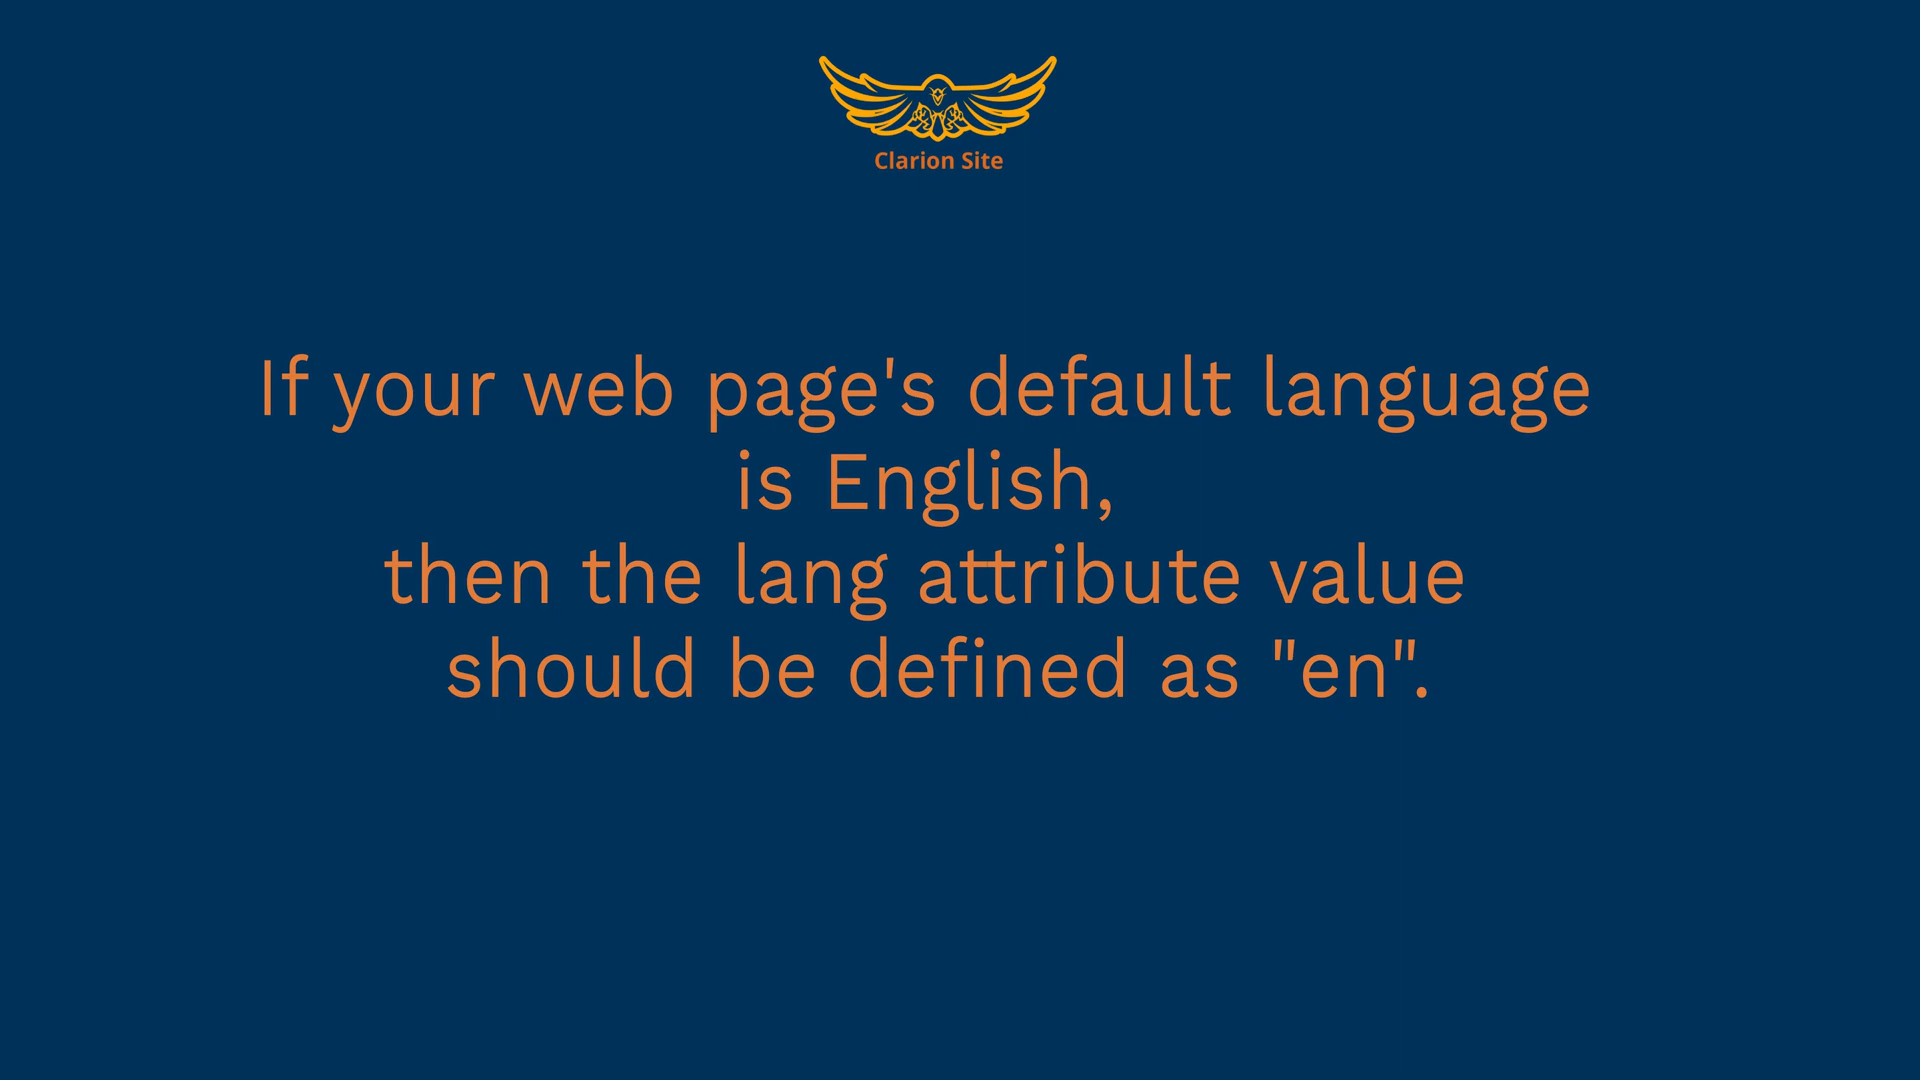 Clarion Site
If your web page's default language
is English,
then the lang attribute value
should be defined as "en".